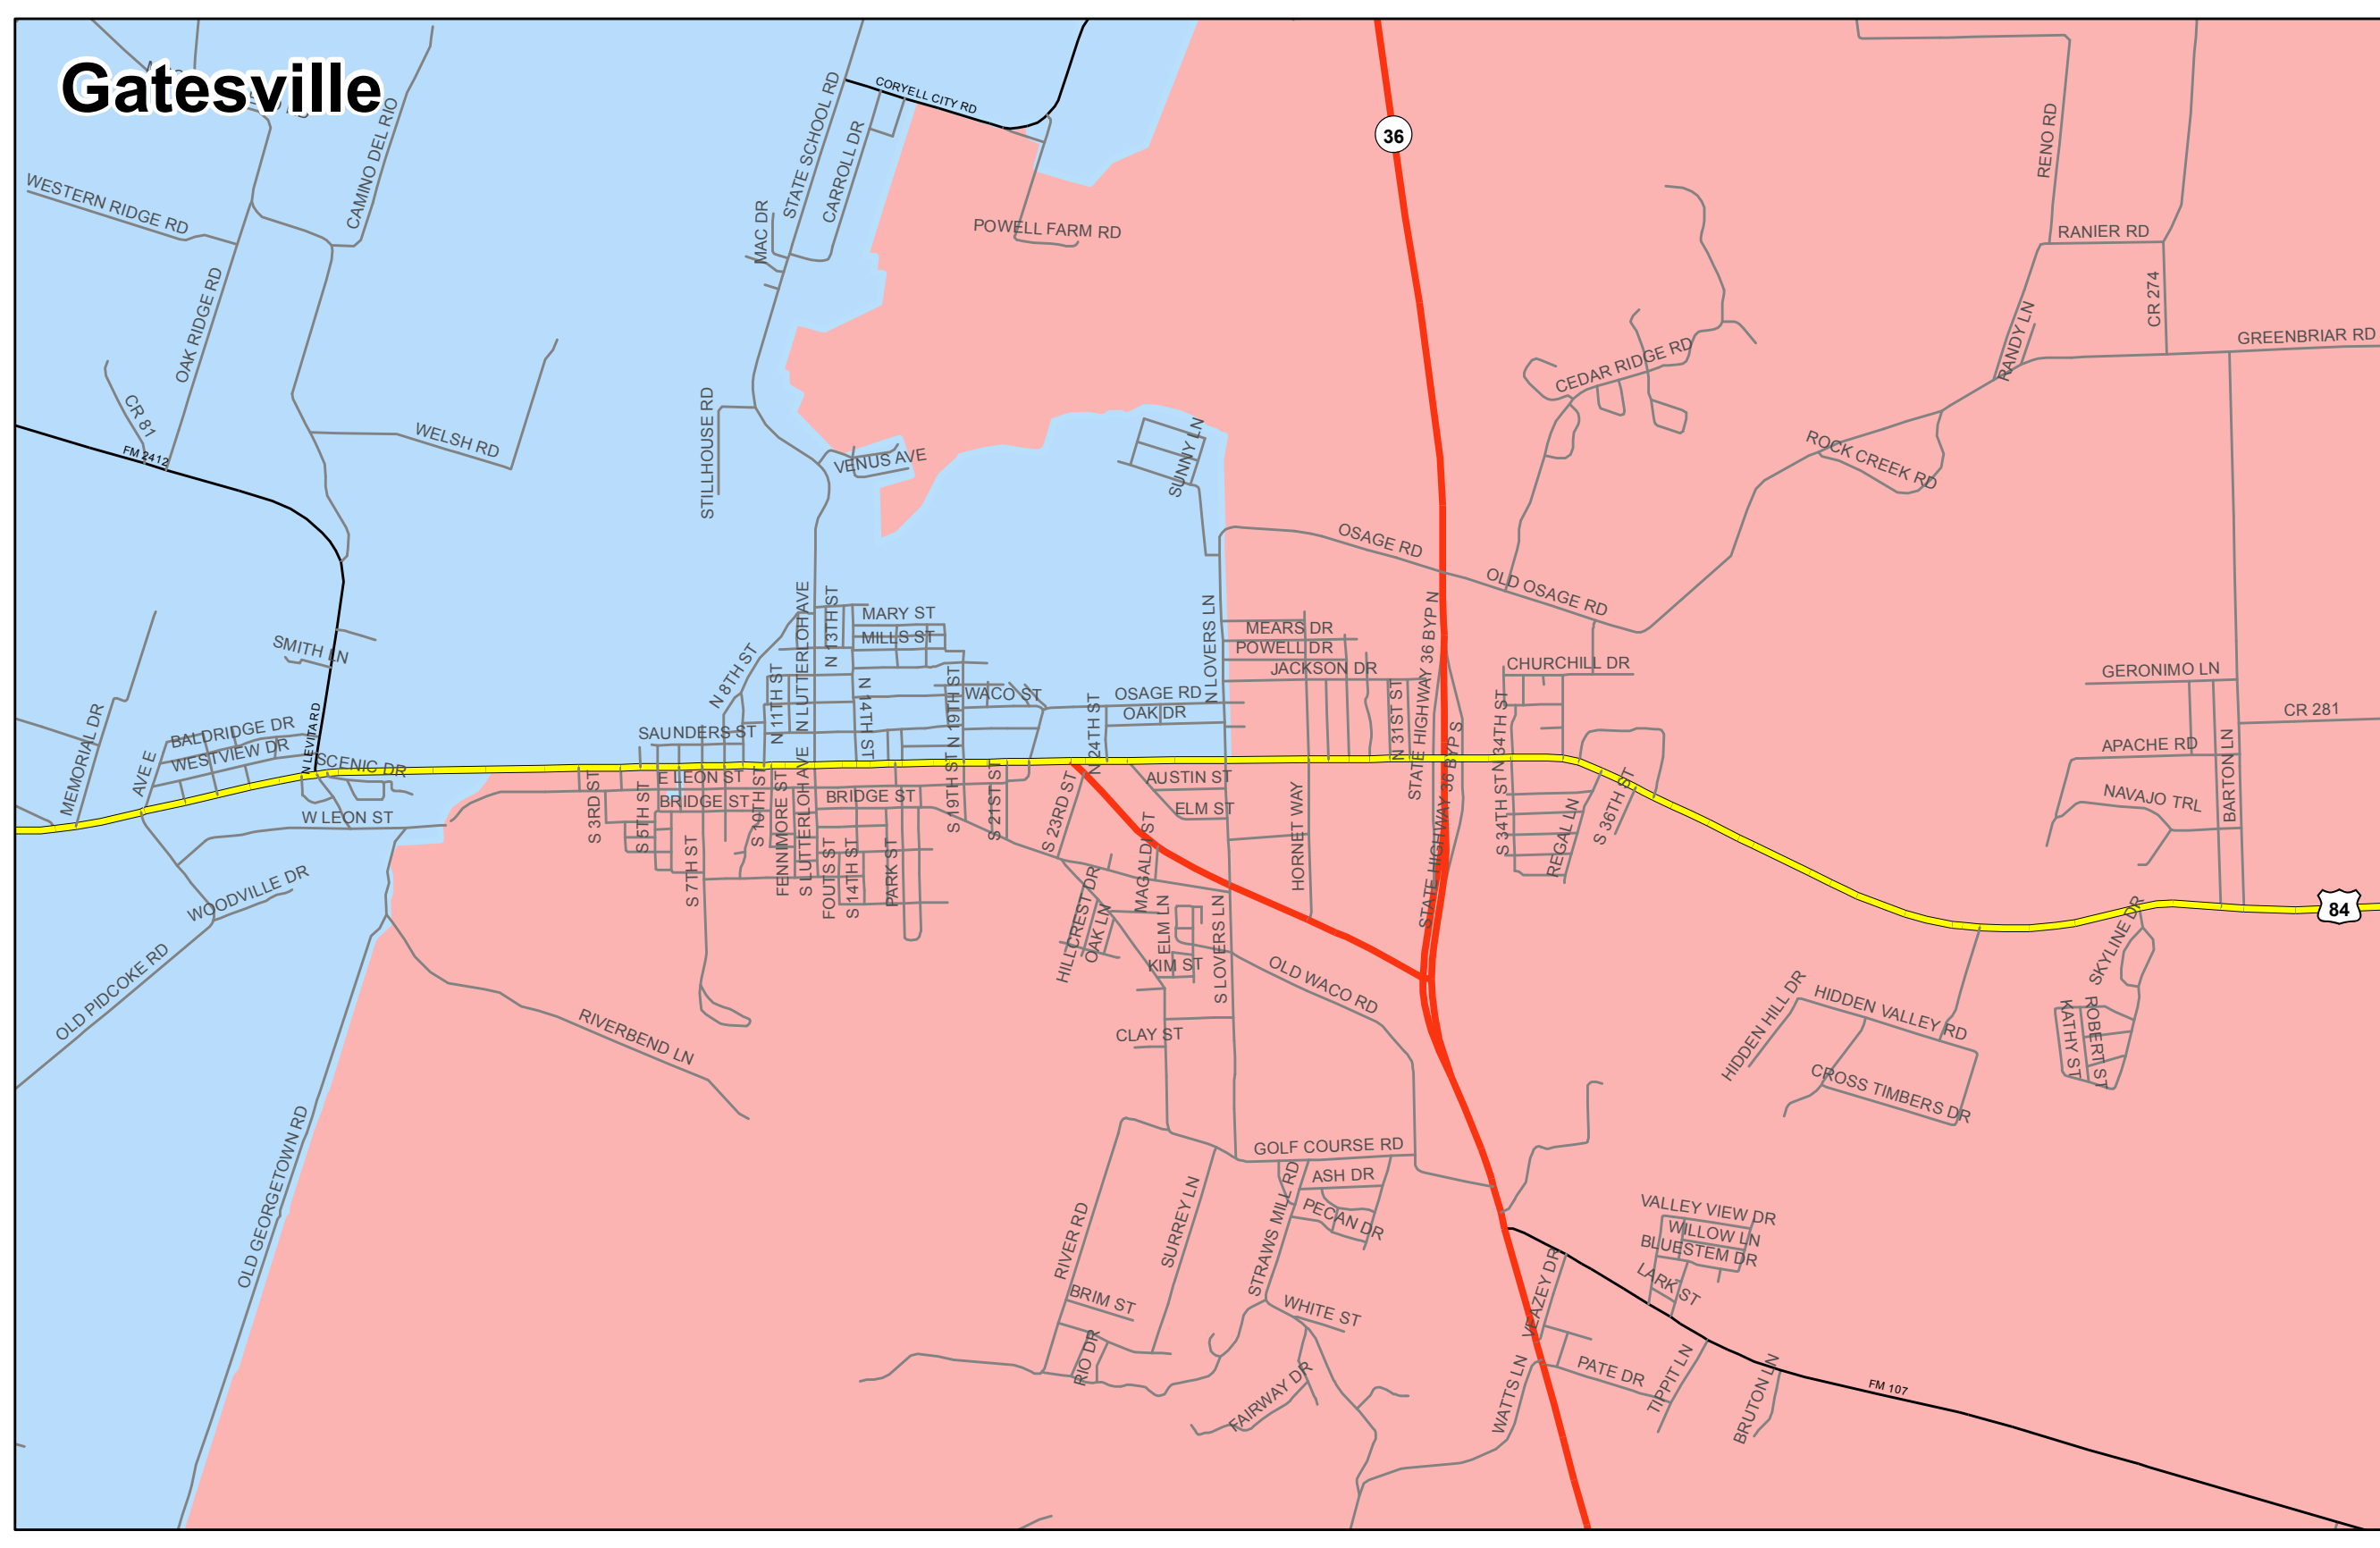 Gatesville
CORYELL CITY RD
STATE SCHOOL RD
CARROLL DR
MAC DR
POWELL FARM RD
36
CAMINO DEL RIO
WESTERN RIDGE RD
OAK RIDGE RD
CR 81
FM 2412
WELSH RD
STILLHOUSE RD
VENUS AVE
SUNNY LN
RENO RD
RANIER RD
CR 274
RANDY LN
GREENBRIAR RD
CEDAR RIDGE RD
ROCK CREEK RD
OSAGE RD
OLD OSAGE RD
SMITH LN
N LEVITA RD
MEMORIAL DR
BALDRIDGE DR
WESTVIEW DR
AVE E
SCENIC DR
W LEON ST
WOODVILLE DR
OLD PIDCOKE RD
OLD GEORGETOWN RD
RIVERBEND LN
N 8TH ST
SAUNDERS ST
N 11TH ST
N LUTTERLOH AVE
N 13TH ST
MARY ST
MILLS ST
N 14TH ST
N 19TH ST
WACO ST
N 24TH ST
OSAGE RD
OAK DR
N LOVERS LN
MEARS DR
POWELL DR
JACKSON DR
N 31ST ST
STATE HIGHWAY 36 BYP N
STATE HIGHWAY 36 BYP S
N 34TH ST
CHURCHILL DR
GERONIMO LN
CR 281
APACHE RD
BARTON LN
NAVAJO TRL
E LEON ST
BRIDGE ST
BRIDGE ST
S 3RD ST
S 5TH ST
S 7TH ST
S 10TH ST
FENNIMORE ST
S LUTTERLOH AVE
FOUTS ST
S 14TH ST
PARK ST
S 19TH ST
S 21ST ST
S 23RD ST
AUSTIN ST
ELM ST
MAGALD ST
HILLCREST DR
OAK LN
ELM LN
KIM ST
S LOVERS LN
HORNET WAY
S 34TH ST
REGAL LN
S 36TH ST
84
OLD WACO RD
CLAY ST
SKYLINE DR
HIDDEN HILL DR
HIDDEN VALLEY RD
CROSS TIMBERS DR
KATHY ST
ROBERT ST
GOLF COURSE RD
ASH DR
PECAN DR
STRAWS MILL RD
RIVER RD
SURREY LN
BRIM ST
RIO DR
WHITE ST
FAIRWAY DR
WATTS LN
VEAZEY DR
PATE DR
TIPPIT LN
BRUTON LN
VALLEY VIEW DR
WILLOW LN
BLUESTEM DR
LARK ST
FM 107